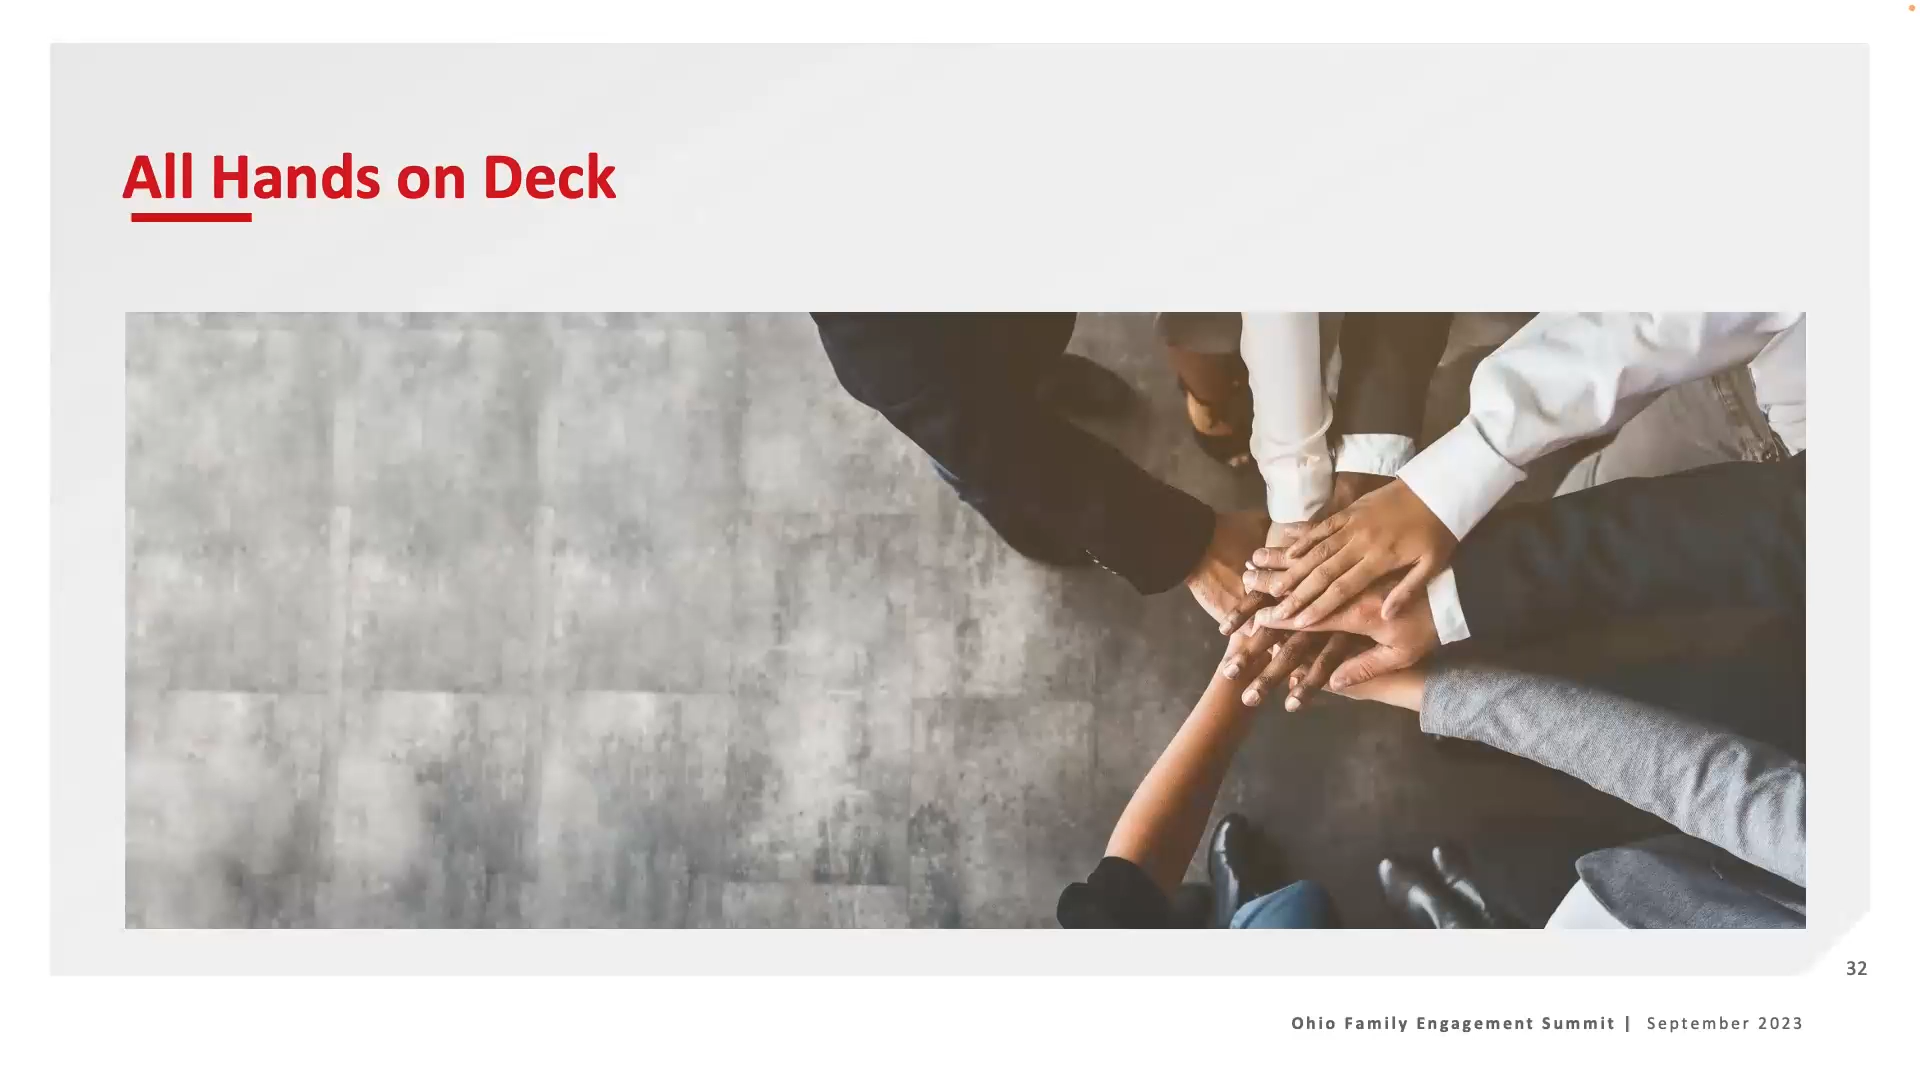 All Hands on Deck
32
Ohio Family Engagement Summit | September 2023